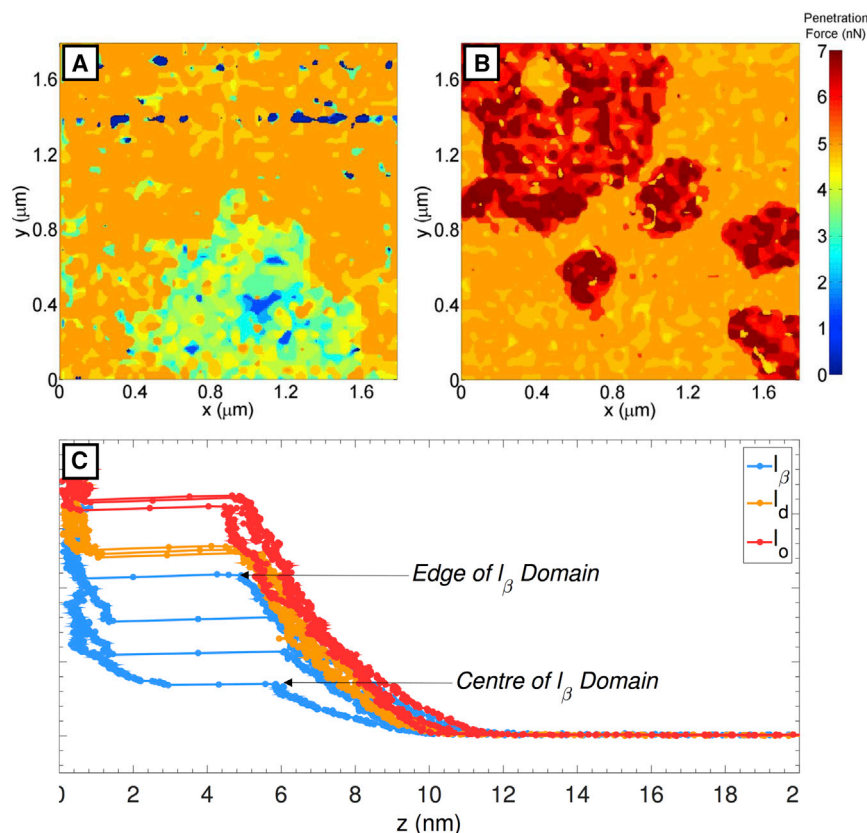 Penetration
Force (nN)
A
B
7
6
5
4
3
2
1
0
1.6
1.2
0.8
0.4
0
y (μm)
0 0.4 0.8 1.2 1.6
x (μm)
1.6
1.2
0.8
0.4
0
y (μm)
0 0.4 0.8 1.2 1.6
x (μm)
C
lβ
ld
lo
Edge of lβ Domain
Centre of lβ Domain
0 2 4 6 8 10 12 14 16 18 2
z (nm)